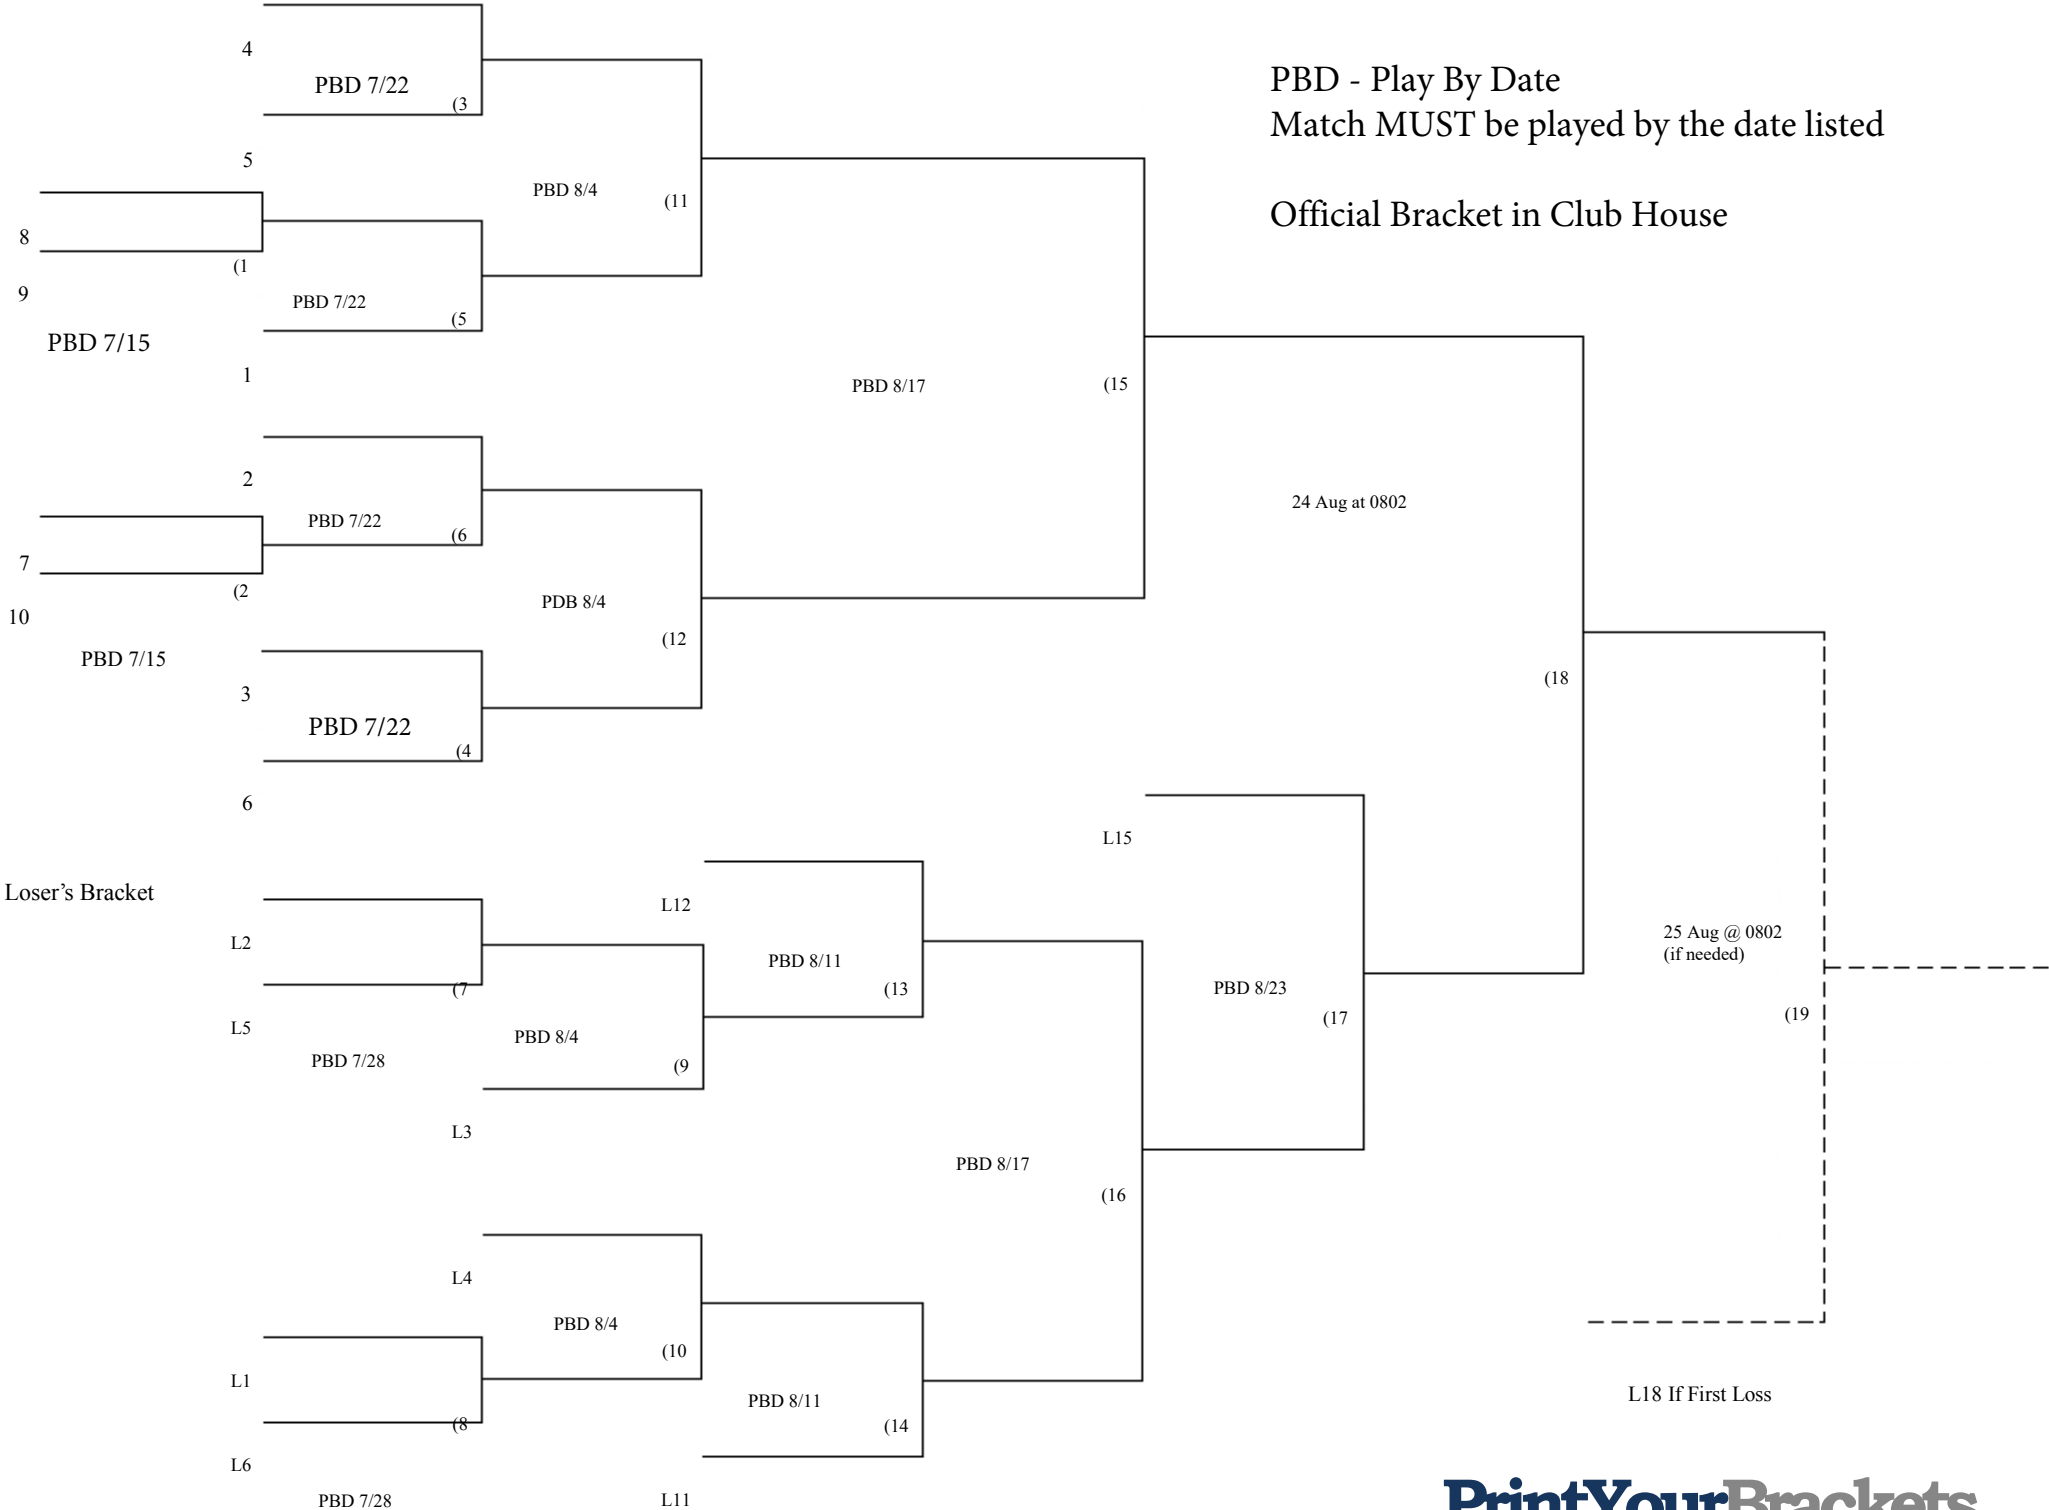 4
PBD 7/22
(3
PBD - Play By Date
Match MUST be played by the date listed
Official Bracket in Club House
5
PBD 8/4
(11
8
(1
9
PBD 7/22
(5
PBD 7/15
1
PBD 8/17
(15
2
PBD 7/22
(6
24 Aug at 0802
7
(2
10
PDB 8/4
(12
PBD 7/15
3
PBD 7/22
(4
(18
6
L15
Loser's Bracket
L12
L2
PBD 8/11
(13
(7
L5
PBD 8/4
(9
PBD 7/28
PBD 8/23
(17
25 Aug @ 0802
(if needed)
(19
L3
PBD 8/17
(16
L4
PBD 8/4
(10
L1
PBD 8/11
(14
(8
L6
L18 If First Loss
PBD 7/28
L11
PrintYourBrackets